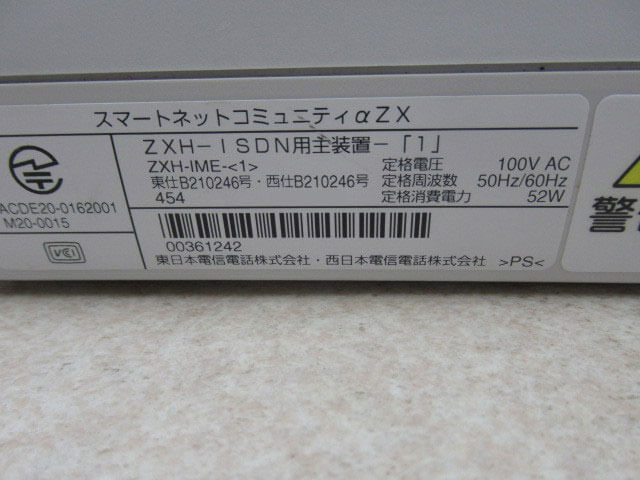 スマートネットコミュニティαZX
ZXH-ISDN用主装置-「1」
ZXH-IME-<1> 定格電圧 100V AC
東仕B210246号・西仕B210246号 定格周波数 50Hz/60Hz
454 定格消費電力 52W
ACDE20-0162001
M20-0015
VCI
00361242
東日本電信電話株式会社・西日本電信電話株式会社 >PS<
警